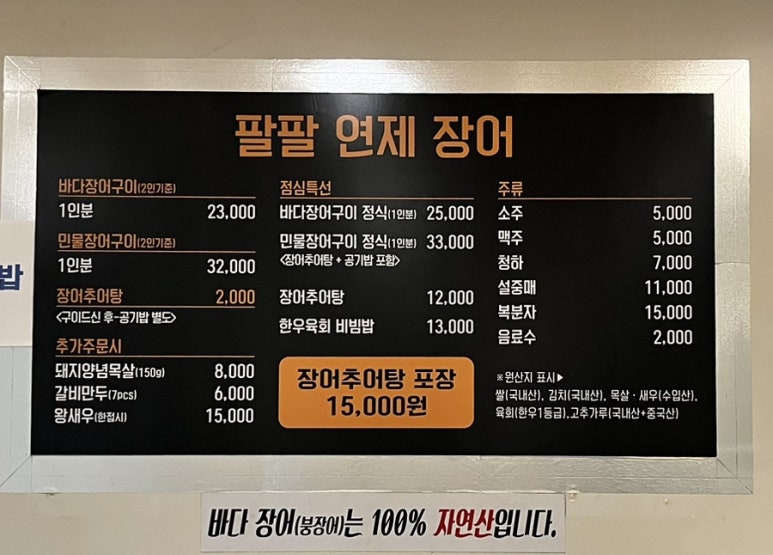 팔팔 연제 장어
바다장어구이(2인기준)
1인분 23,000
민물장어구이(2인기준)
1인분 32,000
장어추어탕 2,000
<구이드신 후-공기밥 별도>
추가주문시
돼지양념목살(150g) 8,000
갈비만두(7pcs) 6,000
왕새우(한접시) 15,000
점심특선
바다장어구이 정식(1인분) 25,000
민물장어구이 정식(1인분) 33,000
<장어추어탕 + 공기밥 포함>
장어추어탕 12,000
한우육회 비빔밥 13,000
장어추어탕 포장
15,000원
주류
소주 5,000
맥주 5,000
청하 7,000
설중매 11,000
복분자 15,000
음료수 2,000
※원산지 표시▶
쌀(국내산), 김치(국내산), 목살·새우(수입산),
육회(한우1등급),고추가루(국내산+중국산)
밥
바다 장어(붕장어)는 100% 자연산입니다.